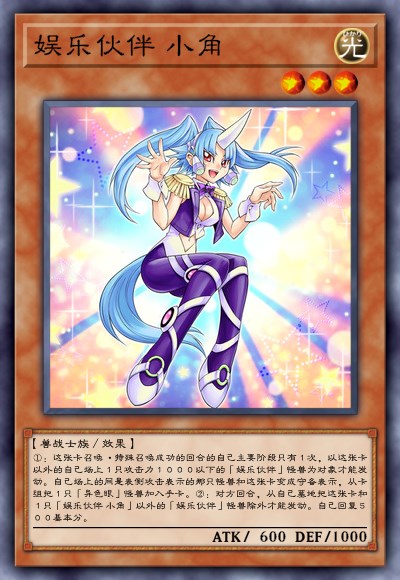 娱乐伙伴 小角
光
【兽战士族／效果】
①：这张卡召唤·特殊召唤成功的回合的自己主要阶段只有1次，以这张卡
以外的自己场上1只攻击力1000以下的「娱乐伙伴」怪兽为对象才能发
动。自己场上的同是表侧攻击表示的那只怪兽和这张卡变成守备表示，从卡
组把1只「异色眼」怪兽加入手卡。②：对方回合，从自己墓地把这张卡和
1只「娱乐伙伴 小角」以外的「娱乐伙伴」怪兽除外才能发动。自己回复5
00基本分。
ATK/ 600 DEF/1000